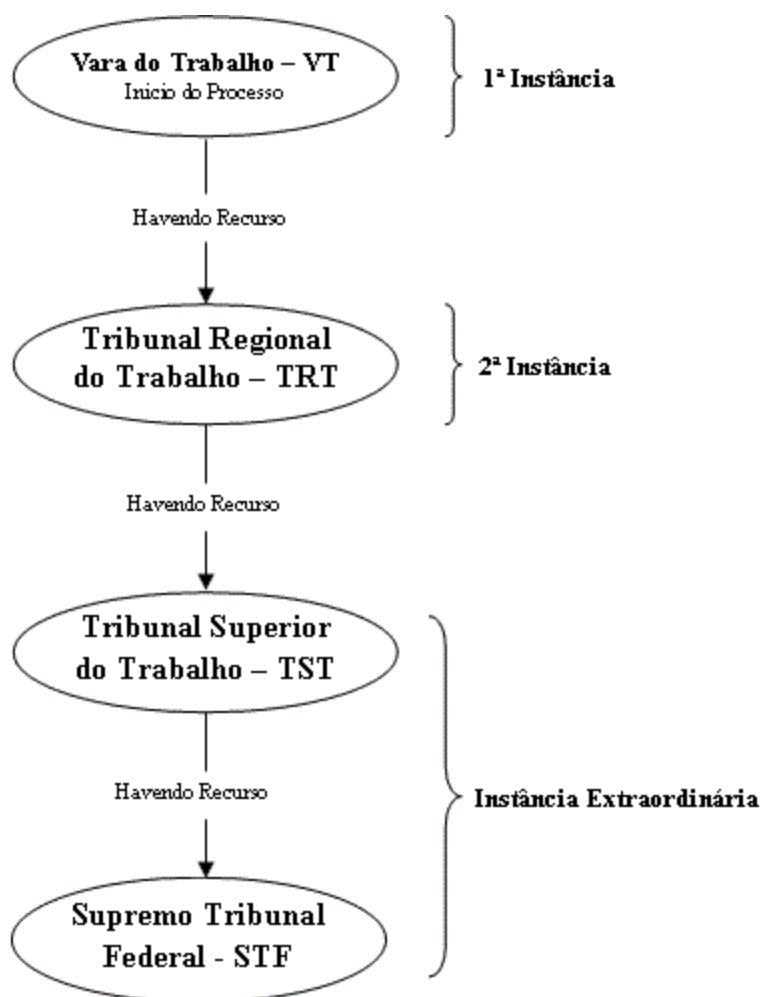 Vara do Trabalho – VT
Inicio do Processo
1ª Instância
Havendo Recurso
Tribunal Regional
do Trabalho – TRT
2ª Instância
Havendo Recurso
Tribunal Superior
do Trabalho – TST
Havendo Recurso
Instância Extraordinária
Supremo Tribunal
Federal - STF